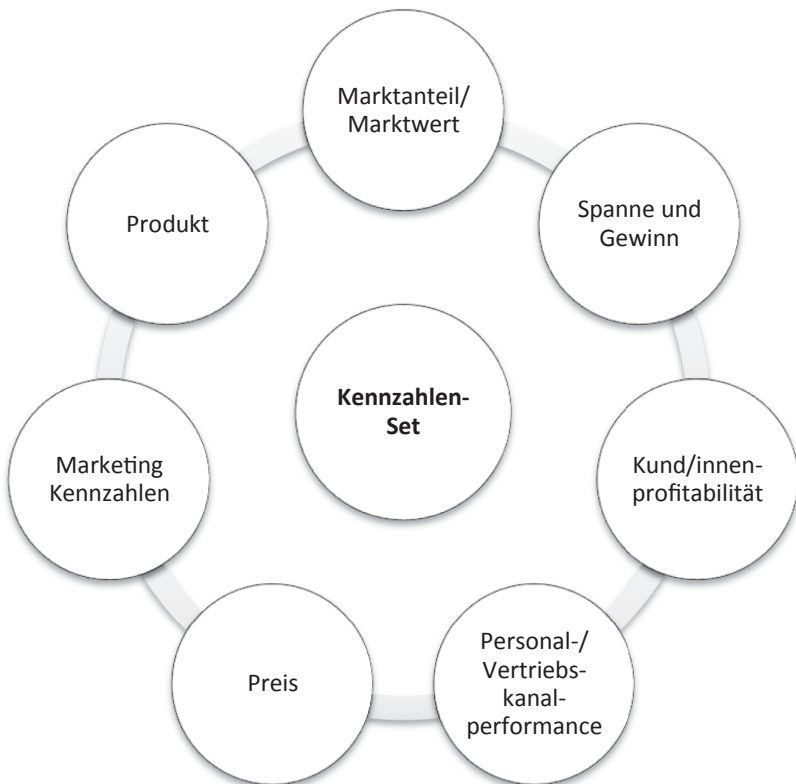 Marktanteil/
Marktwert
Spanne und
Gewinn
Kund/innen-
profitabilität
Personal-/
Vertriebs-
kanal-
performance
Preis
Marketing
Kennzahlen
Produkt
Kennzahlen-
Set